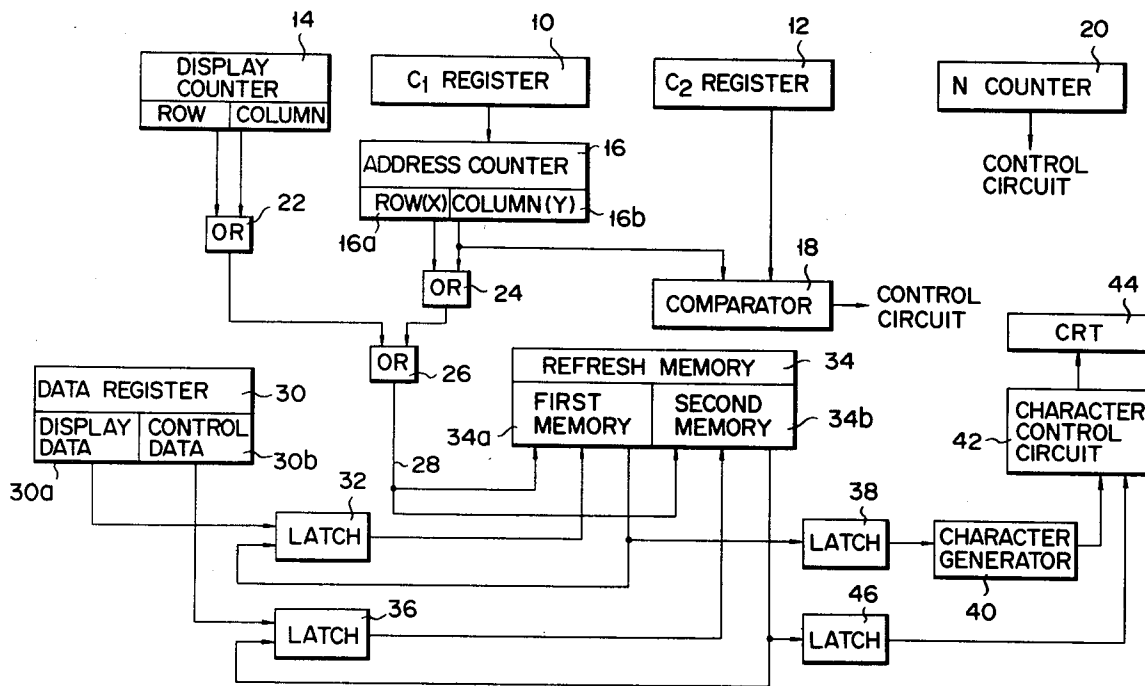 14
10
12
20
DISPLAY
COUNTER
ROW
COLUMN
C1 REGISTER
C2 REGISTER
N COUNTER
CONTROL
CIRCUIT
16
ADDRESS COUNTER
ROW(X)
COLUMN(Y)
16a
16b
22
OR
OR
24
18
COMPARATOR
CONTROL
CIRCUIT
44
CRT
OR
26
REFRESH MEMORY
34
FIRST
MEMORY
SECOND
MEMORY
34a
34b
DATA REGISTER
30
DISPLAY
DATA
CONTROL
DATA
30a
30b
28
CHARACTER
CONTROL
CIRCUIT
42
32
LATCH
38
LATCH
CHARACTER
GENERATOR
40
36
LATCH
46
LATCH